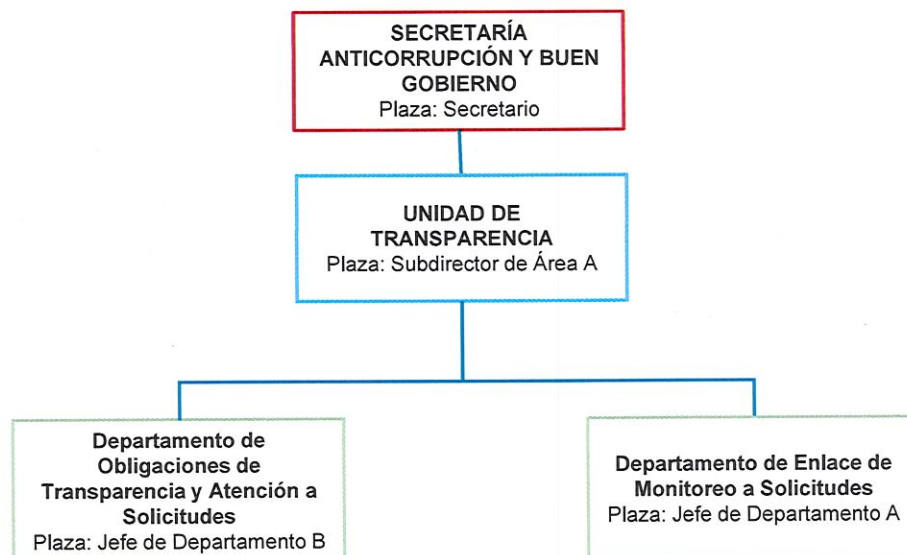 SECRETARÍA
ANTICORRUPCIÓN Y BUEN
GOBIERNO
Plaza: Secretario
UNIDAD DE
TRANSPARENCIA
Plaza: Subdirector de Área A
Departamento de
Obligaciones de
Transparencia y Atención a
Solicitudes
Plaza: Jefe de Departamento B
Departamento de Enlace de
Monitoreo a Solicitudes
Plaza: Jefe de Departamento A